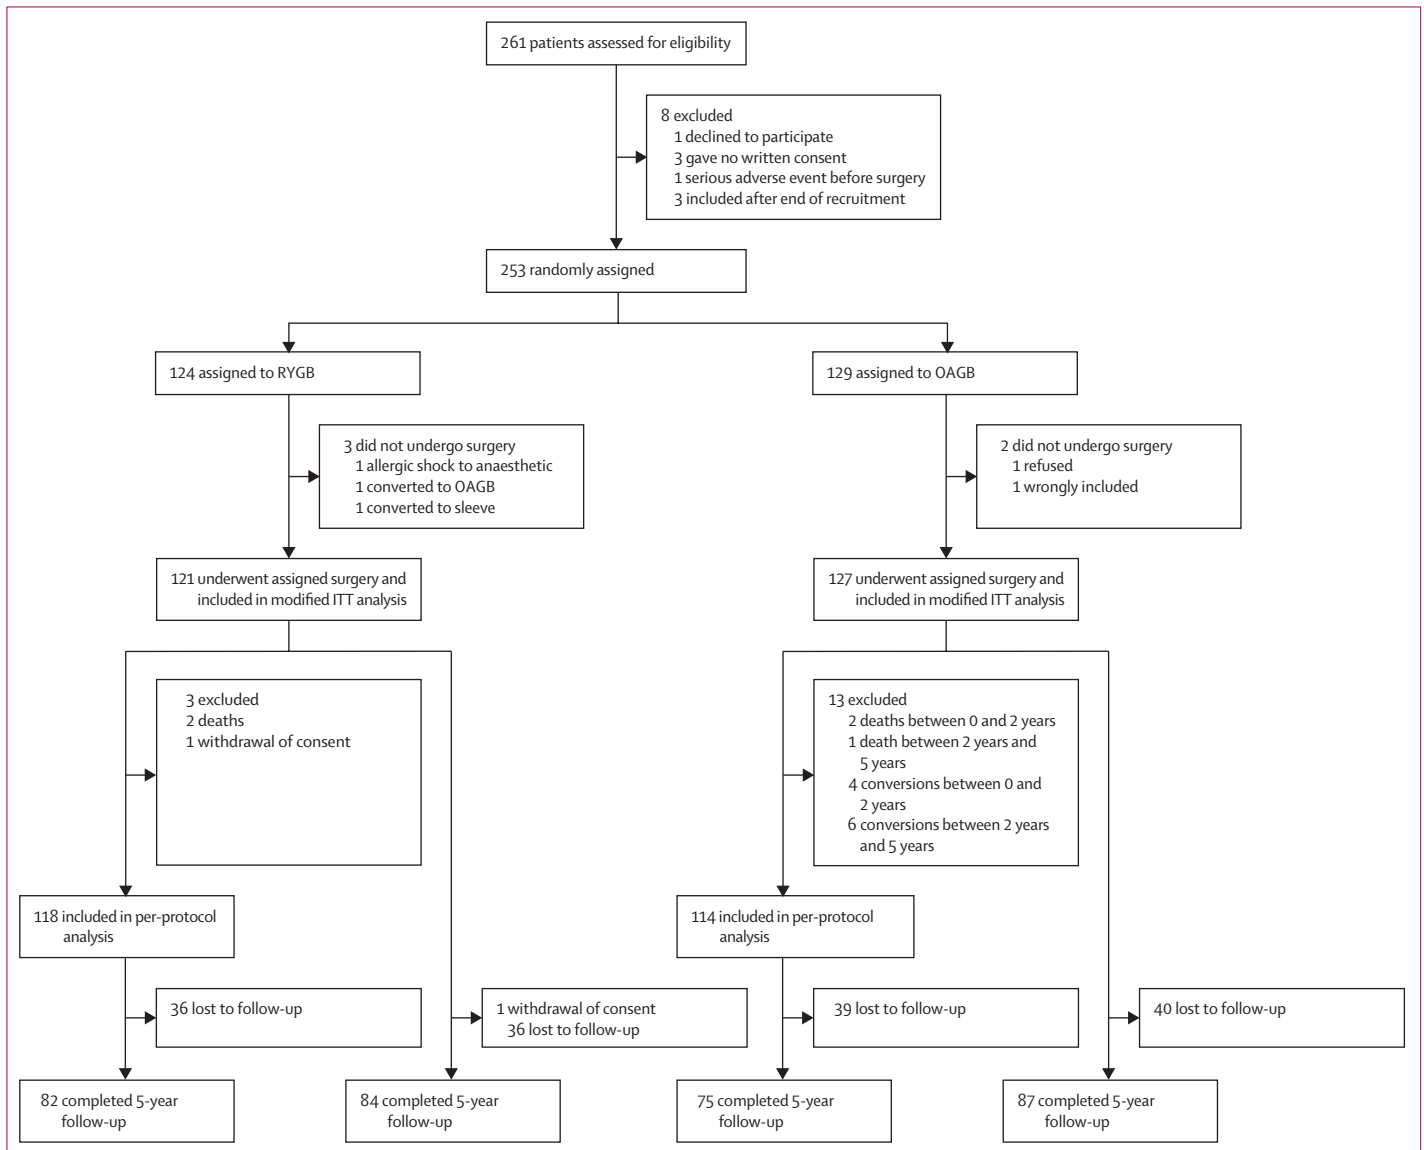 261 patients assessed for eligibility
8 excluded
1 declined to participate
3 gave no written consent
1 serious adverse event before surgery
3 included after end of recruitment
253 randomly assigned
124 assigned to RYGB
129 assigned to OAGB
3 did not undergo surgery
1 allergic shock to anaesthetic
1 converted to OAGB
1 converted to sleeve
2 did not undergo surgery
1 refused
1 wrongly included
121 underwent assigned surgery and
included in modified ITT analysis
127 underwent assigned surgery and
included in modified ITT analysis
3 excluded
2 deaths
1 withdrawal of consent
13 excluded
2 deaths between 0 and 2 years
1 death between 2 years and
5 years
4 conversions between 0 and
2 years
6 conversions between 2 years
and 5 years
118 included in per-protocol
analysis
114 included in per-protocol
analysis
36 lost to follow-up
1 withdrawal of consent
36 lost to follow-up
39 lost to follow-up
40 lost to follow-up
82 completed 5-year
follow-up
84 completed 5-year
follow-up
75 completed 5-year
follow-up
87 completed 5-year
follow-up